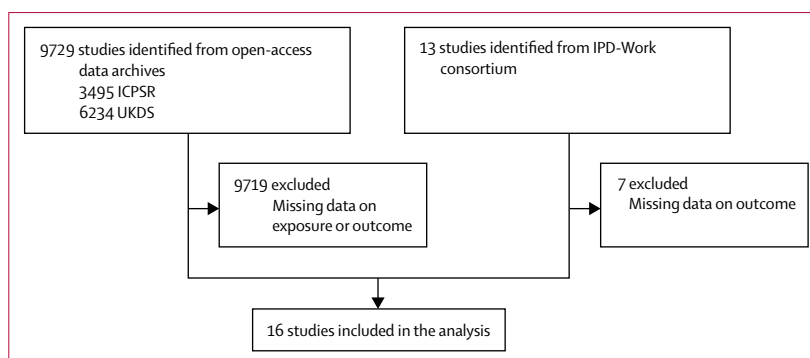 9729 studies identified from open-access
data archives
3495 ICPSR
6234 UKDS
13 studies identified from IPD-Work
consortium
9719 excluded
Missing data on
exposure or outcome
7 excluded
Missing data on outcome
16 studies included in the analysis